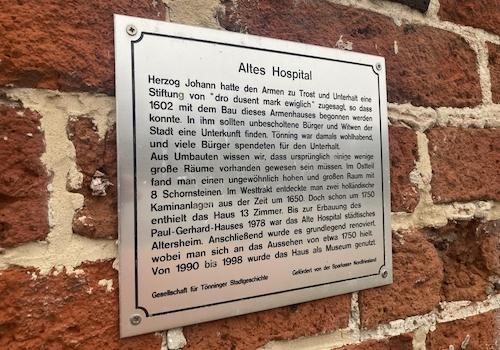 Altes Hospital
Herzog Johann hatte den Armen zu Trost und Unterhalt eine
Stiftung von "dro dusent mark ewiglich" zugesagt, so dass
1602 mit dem Bau dieses Armenhauses begonnen werden
konnte. In ihm sollten unbescholtene Bürger und Witwen der
Stadt eine Unterkunft finden. Tönning war damals wohlhabend,
und viele Bürger spendeten für den Unterhalt.
Aus Umbauten wissen wir, dass ursprünglich einige wenige
große Räume vorhanden gewesen sein müssen. Im Ostteil
fand man einen ungewöhnlich hohen und großen Raum mit
8 Schornsteinen. Im Westtrakt entdeckte man zwei holländische
Kaminanlagen aus der Zeit um 1650. Doch schon um 1750
enthielt das Haus 13 Zimmer. Bis zur Erbauung des
Paul-Gerhard-Hauses 1978 war das Alte Hospital städtisches
Altersheim. Anschließend wurde es grundlegend renoviert,
wobei man sich an das Aussehen von etwa 1750 hielt.
Von 1990 bis 1998 wurde das Haus als Museum genutzt.
Gesellschaft für Tönninger Stadtgeschichte
Gefördert von der Sparkasse Nordfriesland